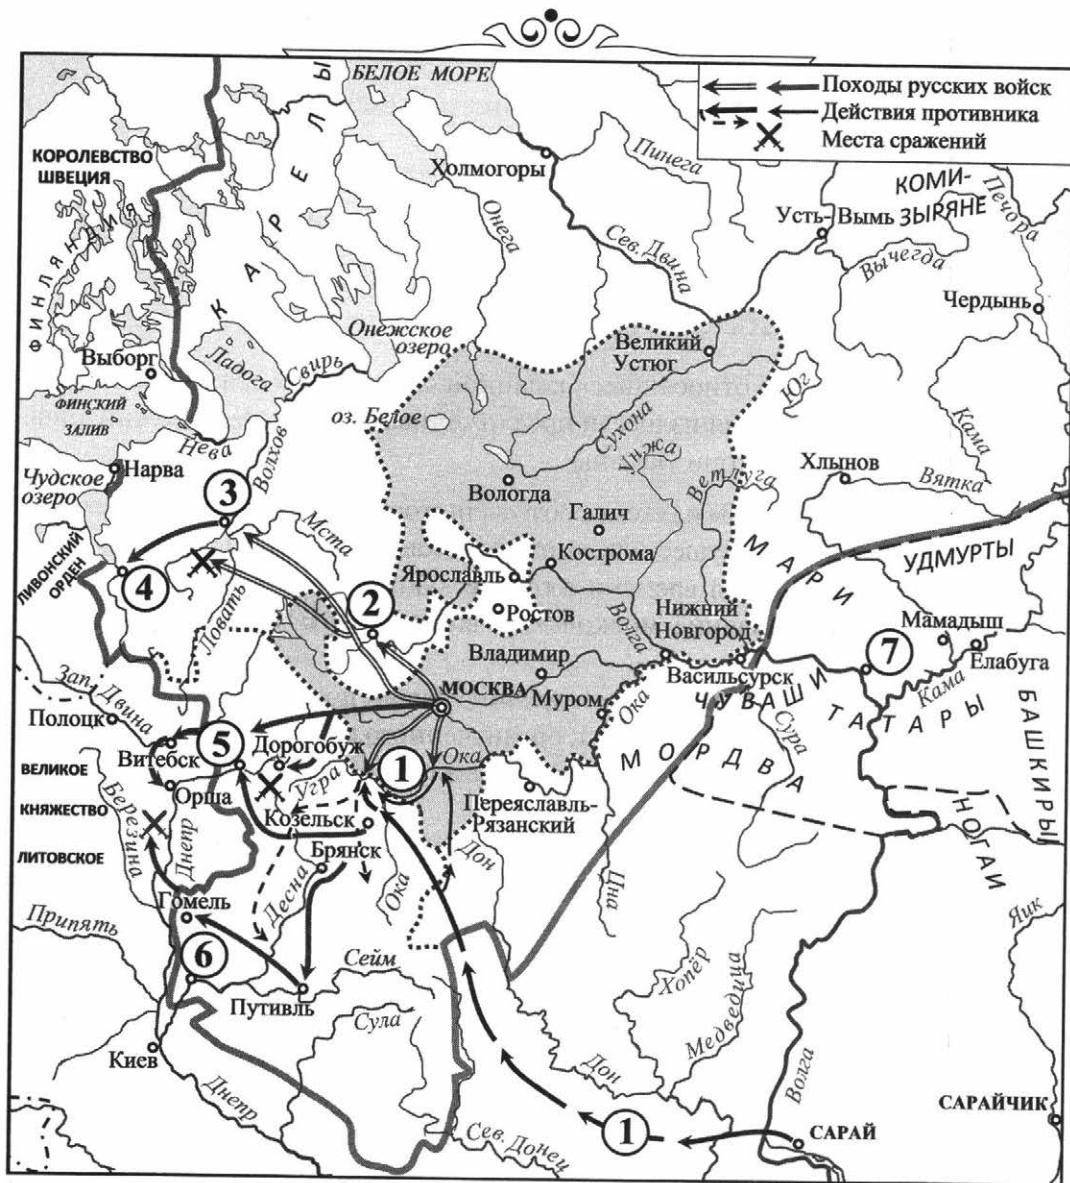 Походы русских войск
Действия противника
Места сражений
БЕЛОЕ МОРЕ
КОРОЛЕВСТВО
ШВЕЦИЯ
ФИНЛЯНДИЯ
КАРЕЛЫ
Холмогоры
Пинега
КОМИ-
ЗЫРЯНЕ
Печора
Усть-Вымь
Онега
Сев. Двина
Вычегда
Чердынь
Онежское
озеро
Выборг
Ладога
Свирь
Великий
Устюг
Юг
ФИНСКИЙ
ЗАЛИВ
Нева
Волхов
оз. Белое
Сухона
Унжа
Кама
Чудское
озеро
Нарва
3
Вологда
Ветлуга
Хлынов
Вятка
Галич
Мста
Кострома
ЛИВОНСКИЙ
ОРДЕН
4
Ярославль
МАРИ
УДМУРТЫ
Ловать
2
Ростов
Волга
Нижний
Новгород
Мамадыш
7
Владимир
Елабуга
Зап. Двина
МОСКВА
Муром
Ока
Васильсурск
ЧУВАШИ
Кама
ТАТАРЫ
БАШКИРЫ
Полоцк
Витебск
5
Дорогобуж
1
Ока
Сура
МОРДВА
ВЕЛИКОЕ
КНЯЖЕСТВО
ЛИТОВСКОЕ
Орша
Угра
Переяславль-
Рязанский
Березина
Днепр
Козельск
Брянск
Дон
НОГАИ
Десна
Ока
Цна
Гомель
Припять
6
Сейм
Хопёр
Яик
Путивль
Медведица
Сула
Киев
Днепр
Дон
Волга
Сев. Донец
1
САРАЙ
САРАЙЧИК